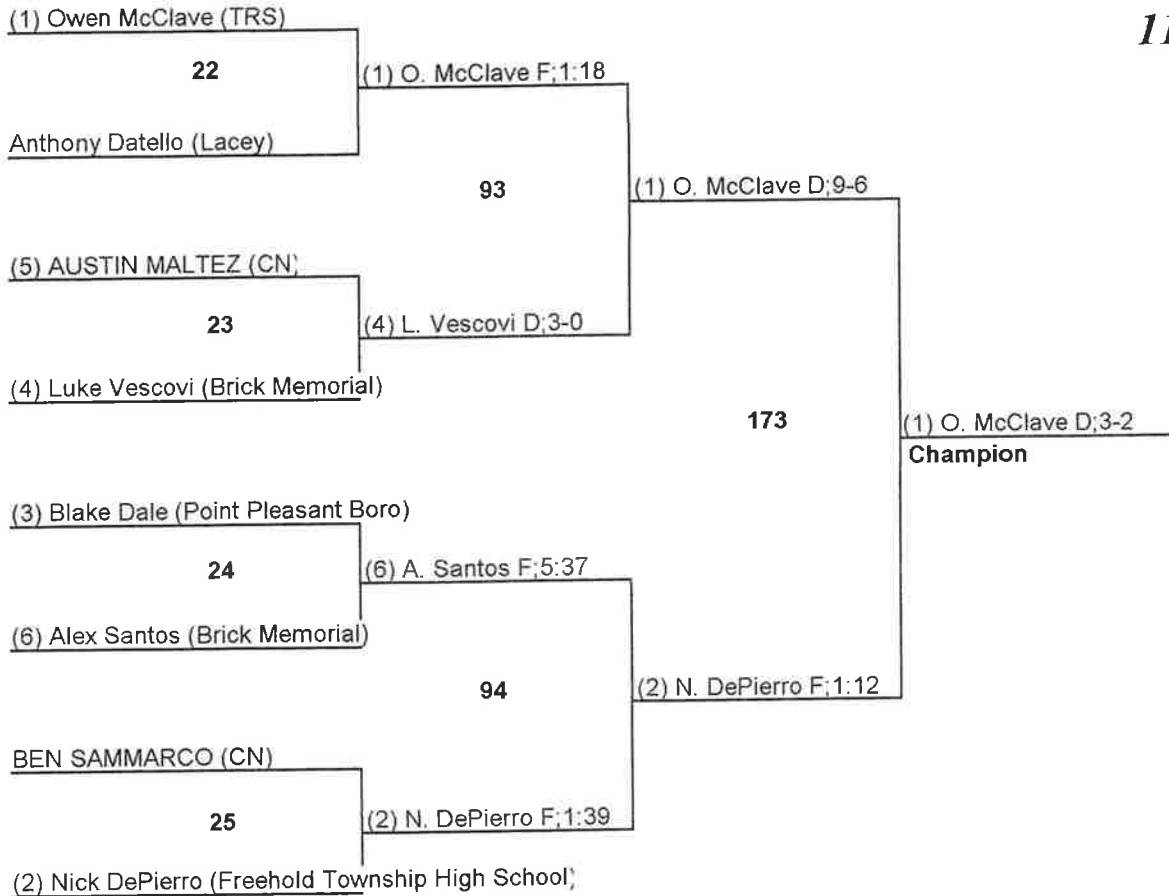 (1) Owen McClave (TRS)
11
22
(1) O. McClave F;1:18
Anthony Datello (Lacey)
93
(1) O. McClave D;9-6
(5) AUSTIN MALTEZ (CN)
23
(4) L. Vescovi D;3-0
(4) Luke Vescovi (Brick Memorial)
173
(1) O. McClave D;3-2
Champion
(3) Blake Dale (Point Pleasant Boro)
24
(6) A. Santos F;5:37
(6) Alex Santos (Brick Memorial)
94
(2) N. DePierro F;1:12
BEN SAMMARCO (CN)
25
(2) N. DePierro F;1:39
(2) Nick DePierro (Freehold Township High School)